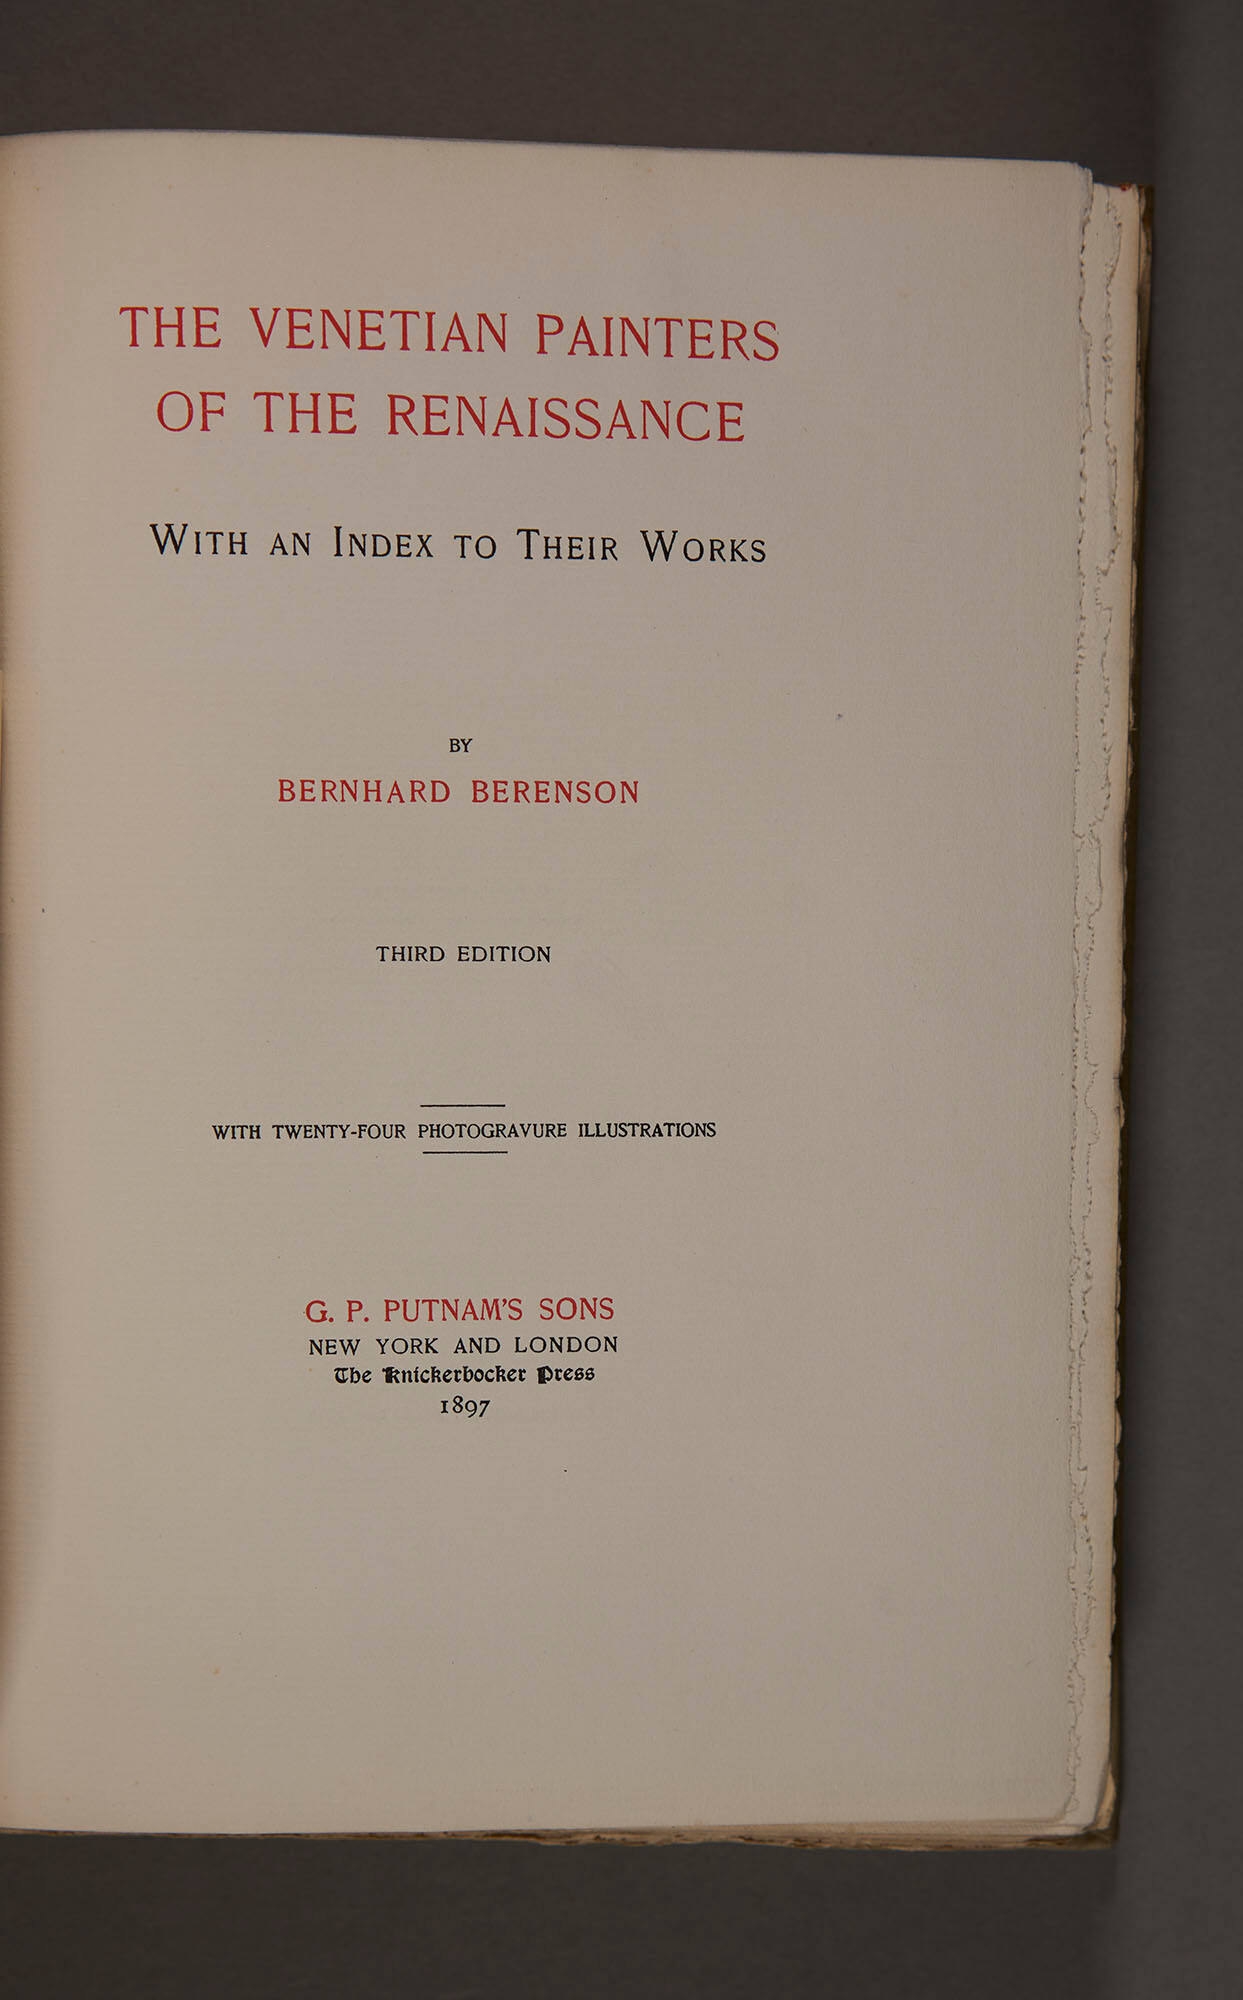 THE VENETIAN PAINTERS
OF THE RENAISSANCE
WITH AN INDEX TO THEIR WORKS
BY
BERNHARD BERENSON
THIRD EDITION
WITH TWENTY-FOUR PHOTOGRAVURE ILLUSTRATIONS
G. P. PUTNAM'S SONS
NEW YORK AND LONDON
The Knickerbocker Press
1897